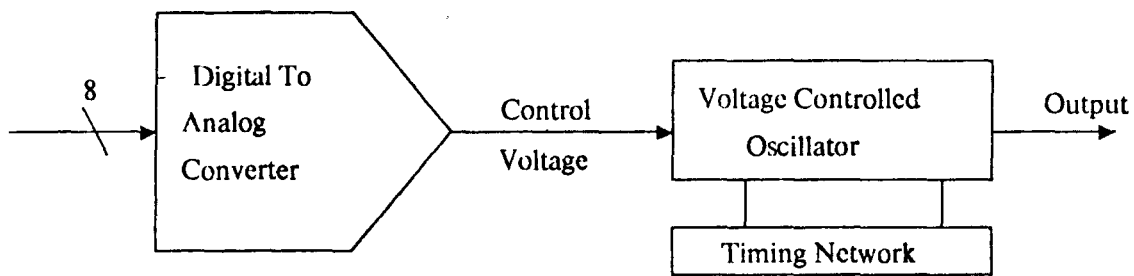 8
Digital To
Analog
Converter
Control
Voltage
Voltage Controlled
Oscillator
Output
Timing Network